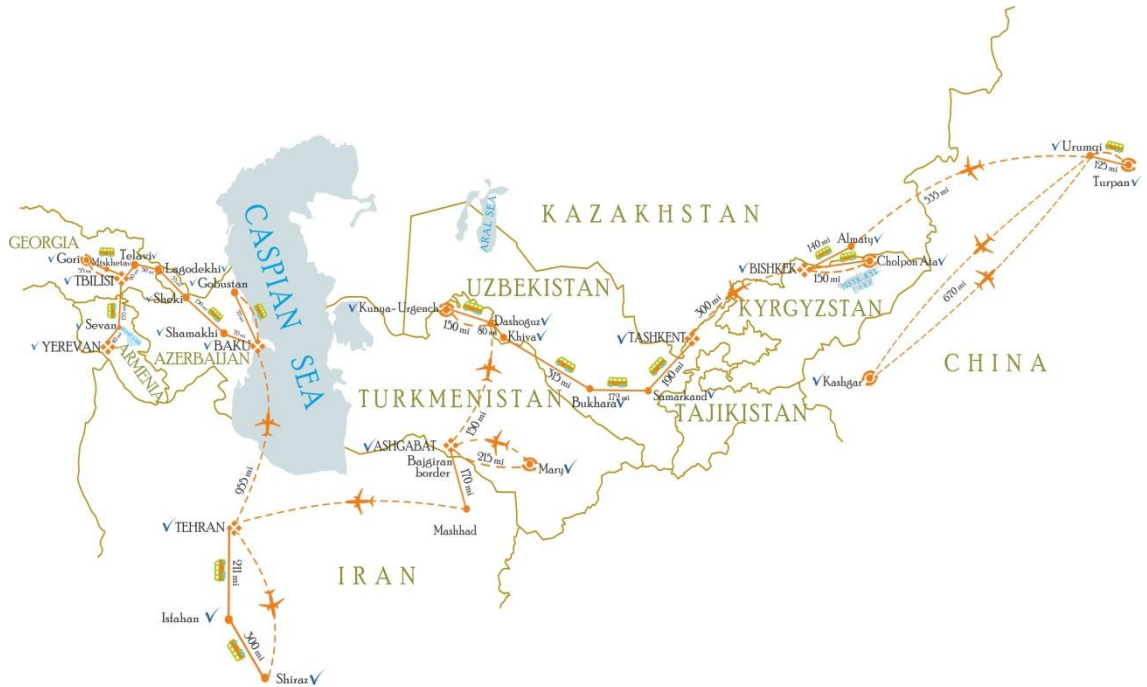 GEORGIA
Gori
Mtskheta
Telavi
TBILISI
Lagodekhi
Gobustan
Sheki
Sevan
Shamakhi
YEREVAN
ARMENIA
AZERBAIJAN
BAKU
70 mi
CASPIAN SEA
ARAL SEA
KAZAKHSTAN
UZBEKISTAN
Kunya-Urgench
150 mi
80 mi
Dashoguz
Khiva
315 mi
Bukhara
172 mi
Samarkand
190 mi
TASHKENT
300 mi
BISHKEK
140 mi
Almaty
150 mi
Cholpon Ata
KYRGYZSTAN
535 mi
Urumqi
125 mi
Turpan
670 mi
Kashgar
CHINA
TAJIKISTAN
TURKMENISTAN
150 mi
ASHGABAT
Bajgiran
border
215 mi
Mary
170 mi
Mashhad
TEHRAN
211 mi
IRAN
Isfahan
300 mi
Shiraz